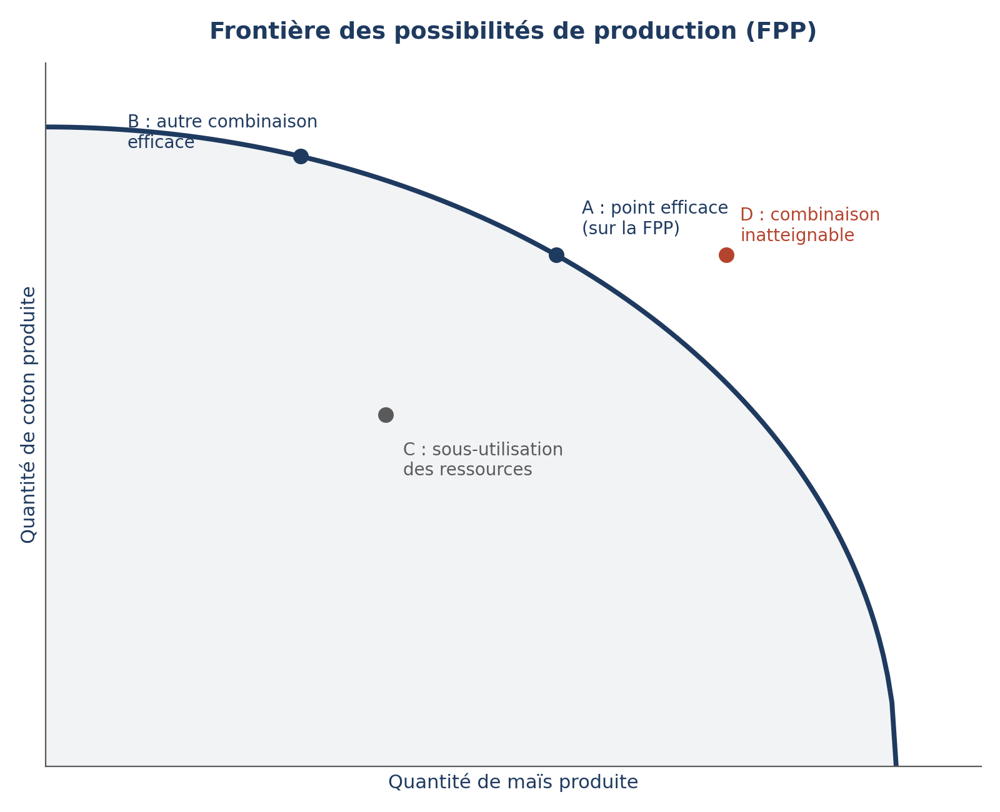 Frontière des possibilités de production (FPP)
B : autre combinaison
efficace
A : point efficace
(sur la FPP)
D : combinaison
inatteignable
C : sous-utilisation
des ressources
Quantité de coton produite
Quantité de maïs produite